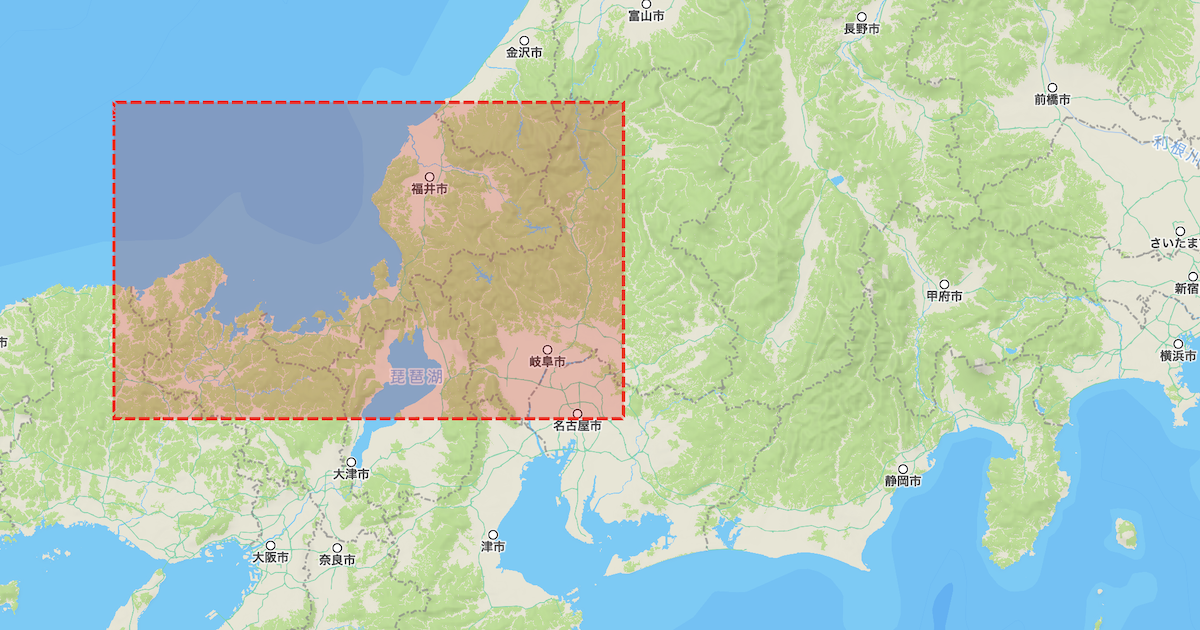 富山市
長野市
金沢市
前橋市
利根川
福井市
さいたま
新宿
甲府市
市
横浜市
岐阜市
琵琶湖
名古屋市
大津市
静岡市
津市
大阪市
奈良市